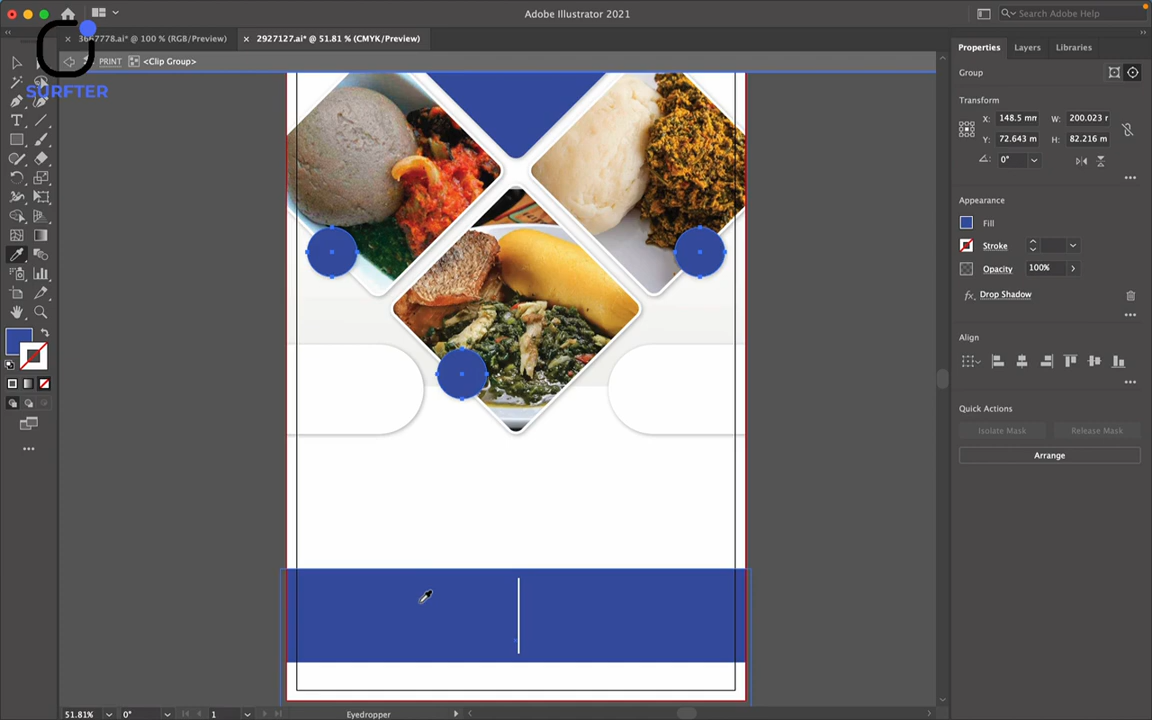 Adobe Illustrator 2021
Search Adobe Help
3667778.ai* @ 100 % (RGB/Preview)
2927127.ai* @ 51.81 % (CMYK/Preview)
PRINT
<Clip Group>
SURFTER
Properties
Layers
Libraries
Group
Transform
X: 148.5 mm
W: 200.023 r
Y: 72.643 m
H: 82.216 m
0°
Appearance
Fill
Stroke
Opacity
100%
fx
Drop Shadow
Align
Quick Actions
Isolate Mask
Release Mask
Arrange
51.81%
0°
1
Eyedropper